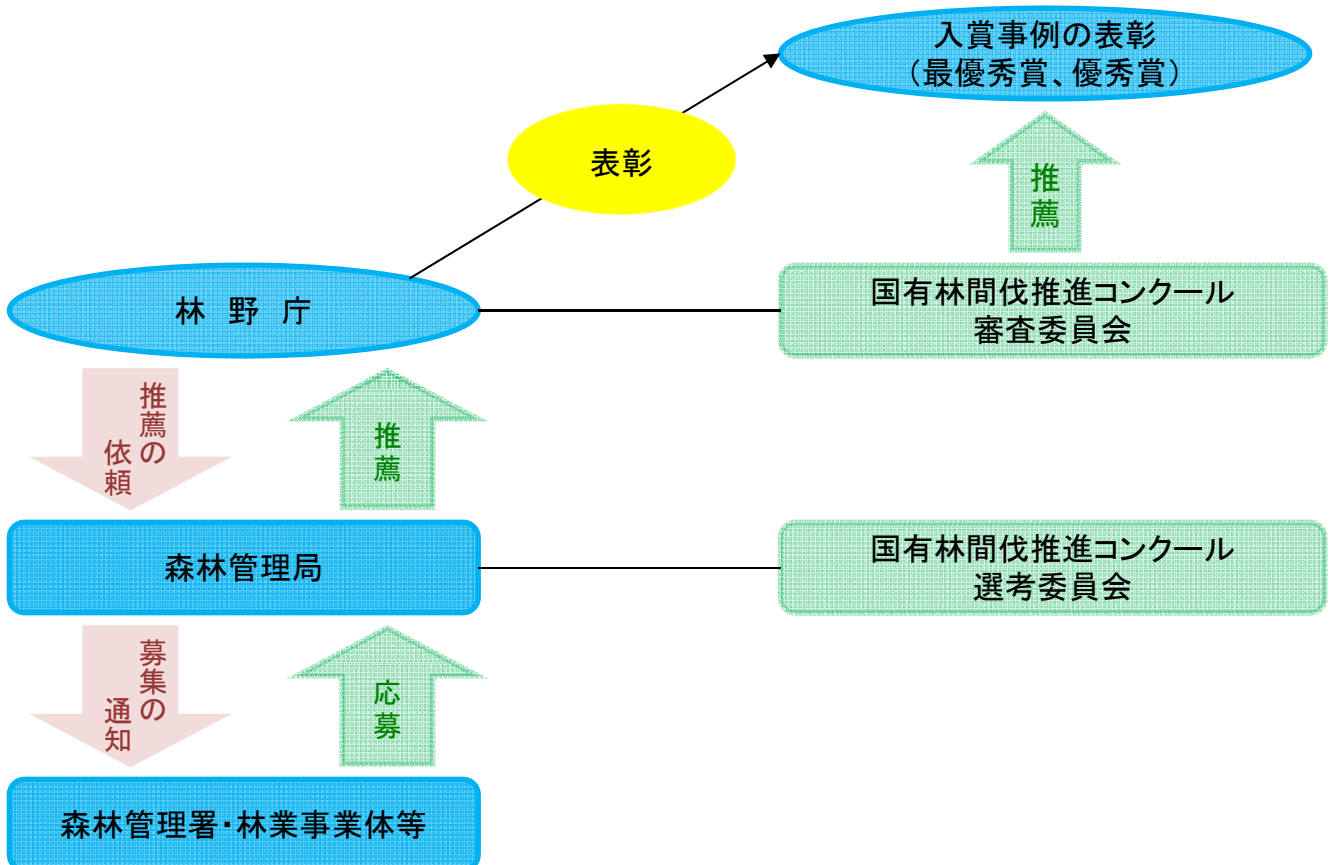 入賞事例の表彰
（最優秀賞、優秀賞）
表彰
推薦
林　野　庁
国有林間伐推進コンクール
審査委員会
推薦の
依頼
推薦
森林管理局
国有林間伐推進コンクール
選考委員会
募集の
通知
応募
森林管理署・林業事業体等